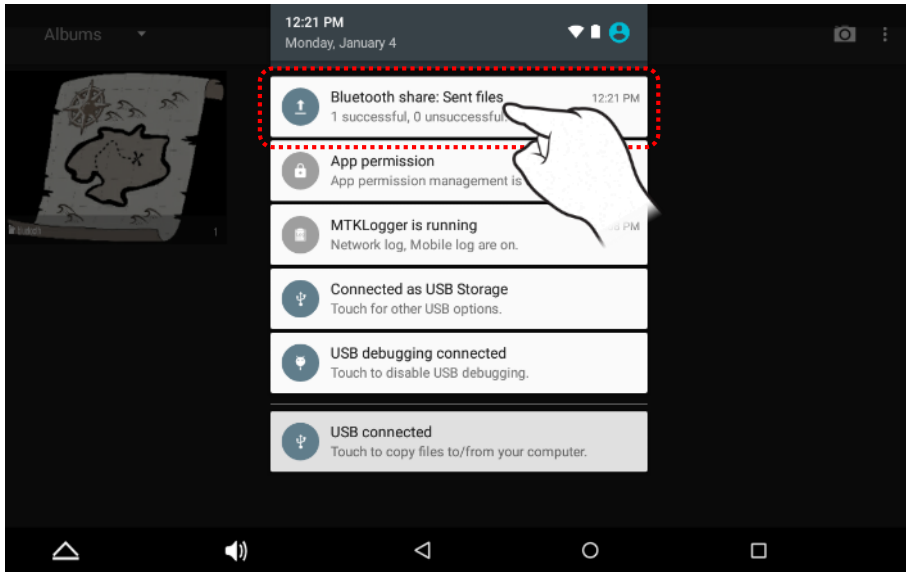 Albums
12:21 PM
Monday, January 4
Bluetooth share: Sent files
12:21 PM
1 successful, 0 unsuccessful.
App permission
App permission management is
MTKLogger is running
PM
Network log, Mobile log are on.
Connected as USB Storage
Touch for other USB options.
USB debugging connected
Touch to disable USB debugging.
USB connected
Touch to copy files to/from your computer.
1